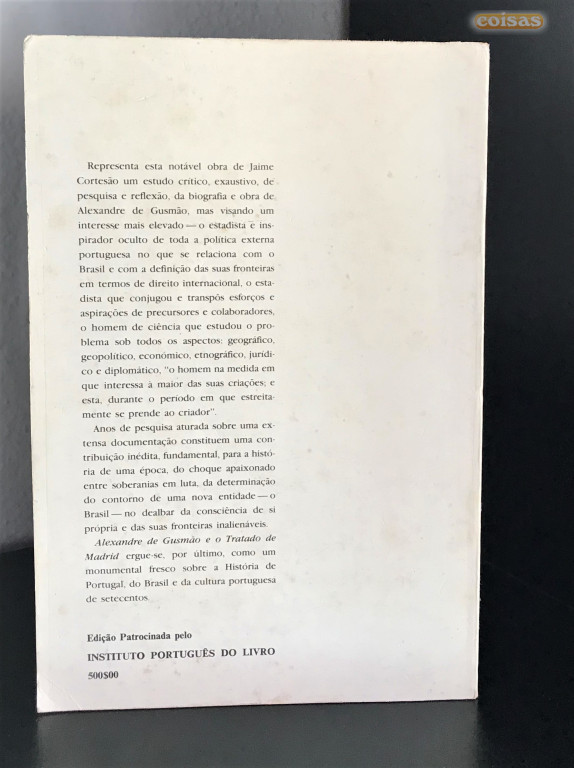 coisas
Representa esta notável obra de Jaime
Cortesão um estudo crítico, exaustivo, de
pesquisa e reflexão, da biografia e obra de
Alexandre de Gusmão, mas visando um
interesse mais elevado — o estadista e ins-
pirador oculto de toda a política externa
portuguesa no que se relaciona com o
Brasil e com a definição das suas fronteiras
em termos de direito internacional, o esta-
dista que conjugou e transpôs esforços e
aspirações de precursores e colaboradores,
o homem de ciência que estudou o pro-
blema sob todos os aspectos: geográfico,
geopolítico, económico, etnográfico, jurídi-
co e diplomático, "o homem na medida em
que interessa à maior das suas criações; e
esta, durante o período em que estreita-
mente se prende ao criador".
Anos de pesquisa aturada sobre uma ex-
tensa documentação constituem uma con-
tribuição inédita, fundamental, para a histó-
ria de uma época, do choque apaixonado
entre soberanias em luta, da determinação
do contorno de uma nova entidade — o
Brasil — no dealbar da consciência de si
própria e das suas fronteiras inalienáveis.
Alexandre de Gusmão e o Tratado de
Madrid ergue-se, por último, como um
monumental fresco sobre a História de
Portugal, do Brasil e da cultura portuguesa
de setecentos.
Edição Patrocinada pelo
INSTITUTO PORTUGUÊS DO LIVRO
500$00